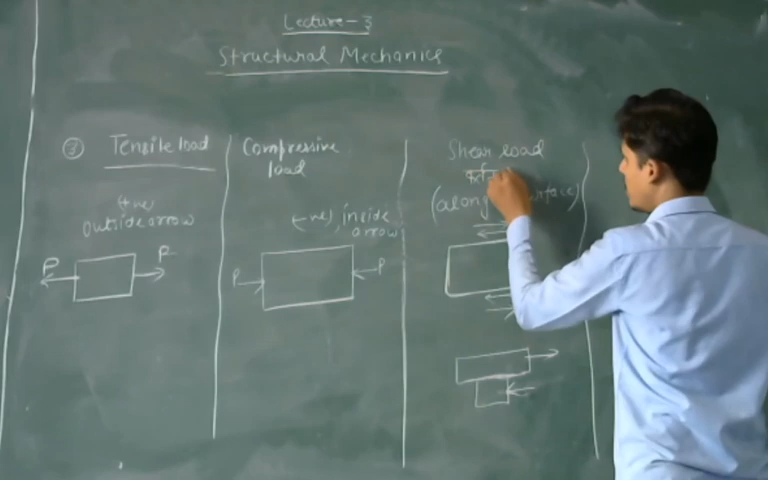 Lecture-3
Structural Mechanics
③ Tensile load
(+ve)
outside arrow
P
P
Compressive
load
(-ve), inside
arrow
P
P
Shear load
(along surface)